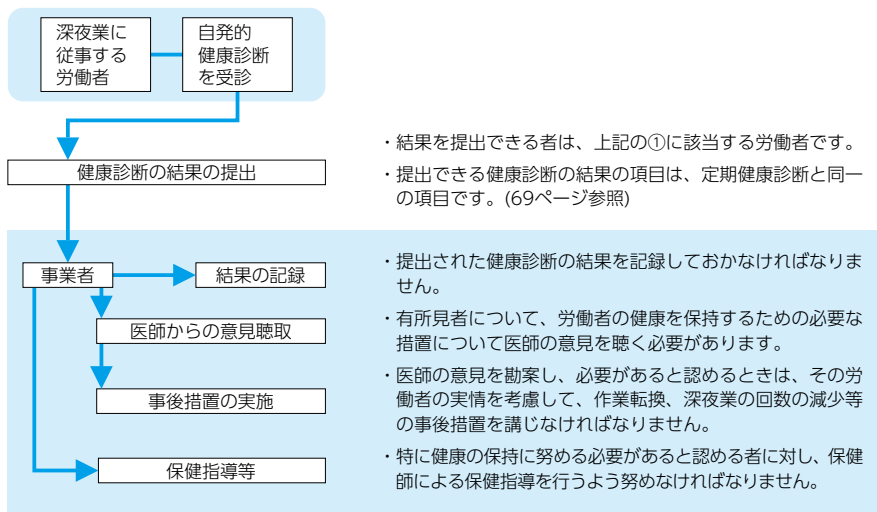 深夜業に
従事する
労働者
自発的
健康診断
を受診
健康診断の結果の提出
・結果を提出できる者は、上記の①に該当する労働者です。
・提出できる健康診断の結果の項目は、定期健康診断と同一
の項目です。(69ページ参照)
事業者
結果の記録
医師からの意見聴取
事後措置の実施
保健指導等
・提出された健康診断の結果を記録しておかなければなりま
せん。
・有所見者について、労働者の健康を保持するための必要な
措置について医師の意見を聴く必要があります。
・医師の意見を勘案し、必要があると認めるときは、その労
働者の実情を考慮して、作業転換、深夜業の回数の減少等
の事後措置を講じなければなりません。
・特に健康の保持に努める必要があると認める者に対し、保健
師による保健指導を行うよう努めなければなりません。